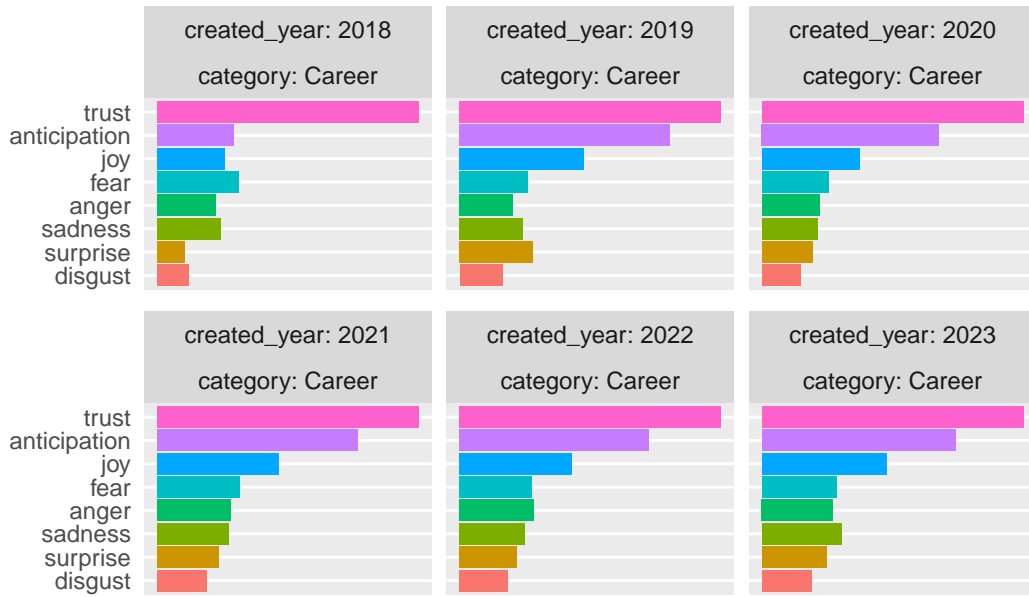 created_year: 2018
created_year: 2019
created_year: 2020
category: Career
category: Career
category: Career
trust
anticipation
joy
fear
anger
sadness
surprise
disgust
created_year: 2021
created_year: 2022
created_year: 2023
category: Career
category: Career
category: Career
trust
anticipation
joy
fear
anger
sadness
surprise
disgust